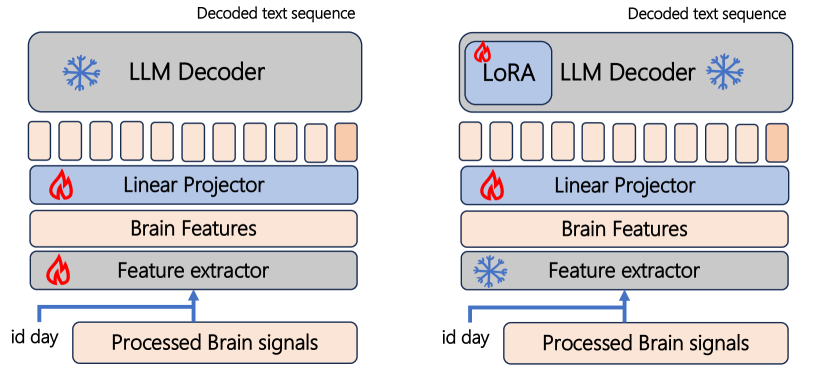 Decoded text sequence
LLM Decoder
Linear Projector
Brain Features
Feature extractor
id day
Processed Brain signals
Decoded text sequence
LoRA
LLM Decoder
Linear Projector
Brain Features
Feature extractor
id day
Processed Brain signals